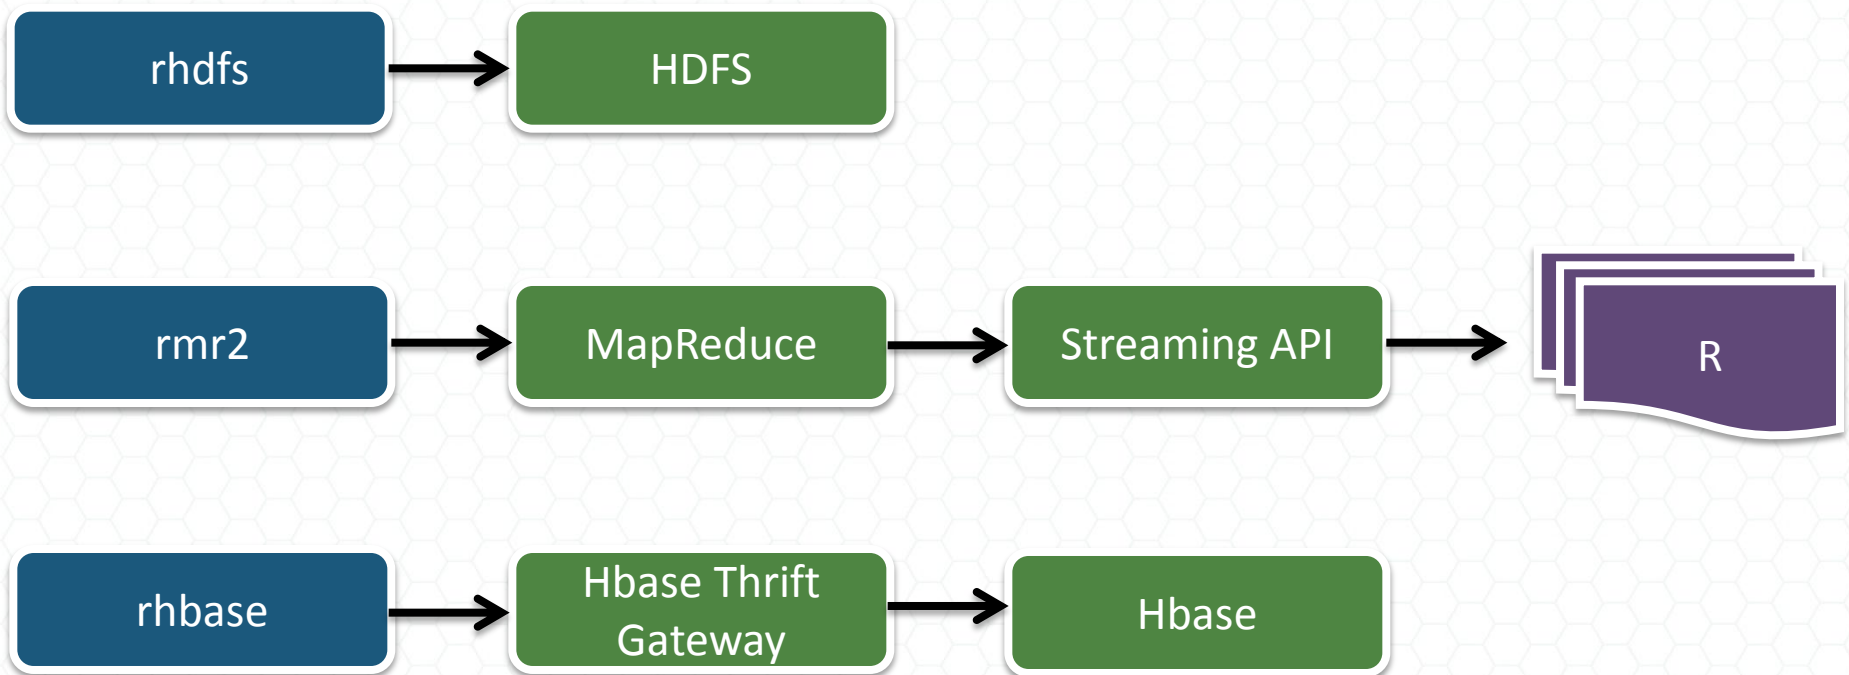 rhdfs
HDFS
rmr2
MapReduce
Streaming API
R
rhbase
Hbase Thrift
Gateway
Hbase